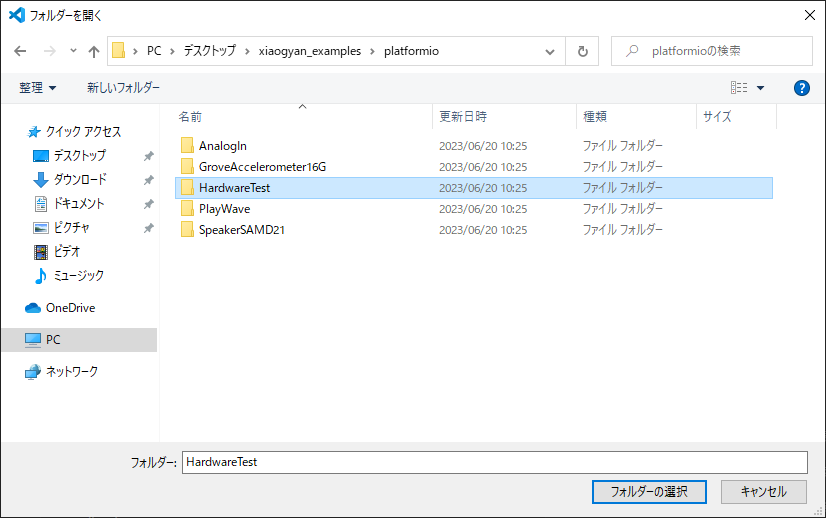 フォルダーを開く
PC > デスクトップ > xiaogyan_examples > platformio
platformioの検索
整理 新しいフォルダー
名前 更新日時 種類 サイズ
クイック アクセス
デスクトップ
ダウンロード
ドキュメント
ピクチャ
ビデオ
ミュージック
OneDrive
PC
ネットワーク
AnalogIn 2023/06/20 10:25 ファイル フォルダー
GroveAccelerometer16G 2023/06/20 10:25 ファイル フォルダー
HardwareTest 2023/06/20 10:25 ファイル フォルダー
PlayWave 2023/06/20 10:25 ファイル フォルダー
SpeakerSAMD21 2023/06/20 10:25 ファイル フォルダー
フォルダー: HardwareTest
フォルダーの選択 キャンセル